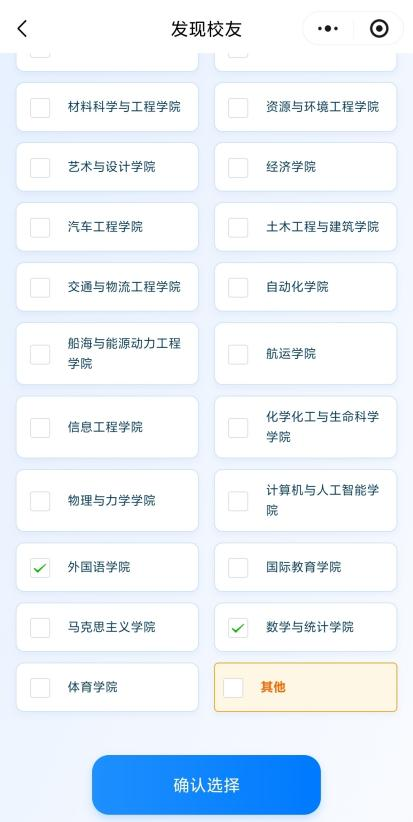 发现校友
材料科学与工程学院
资源与环境工程学院
艺术与设计学院
经济学院
汽车工程学院
土木工程与建筑学院
交通与物流工程学院
自动化学院
船海与能源动力工程
学院
航运学院
信息工程学院
化学化工与生命科学
学院
物理与力学学院
计算机与人工智能学
院
外国语学院
国际教育学院
马克思主义学院
数学与统计学院
体育学院
其他
确认选择